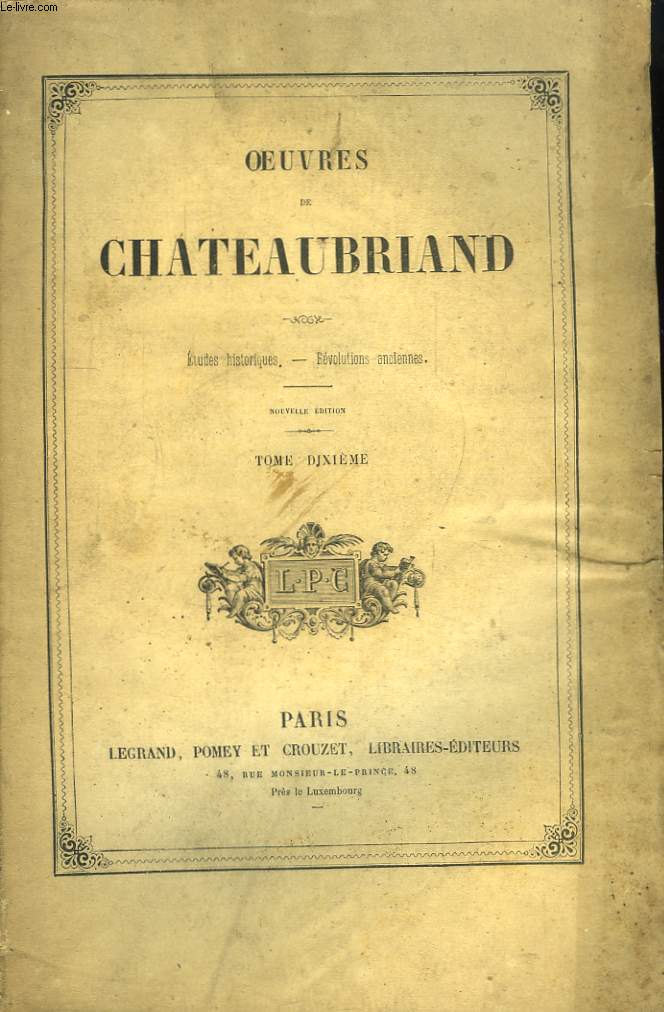 Le-livre.com
OEUVRES
DE
CHATEAUBRIAND
Études historiques. — Révolutions anciennes.
NOUVELLE ÉDITION
TOME DIXIÈME
L·P·C
PARIS
LEGRAND, POMEY ET CROUZET, LIBRAIRES-ÉDITEURS
48, RUE MONSIEUR-LE-PRINCE, 48
Près le Luxembourg